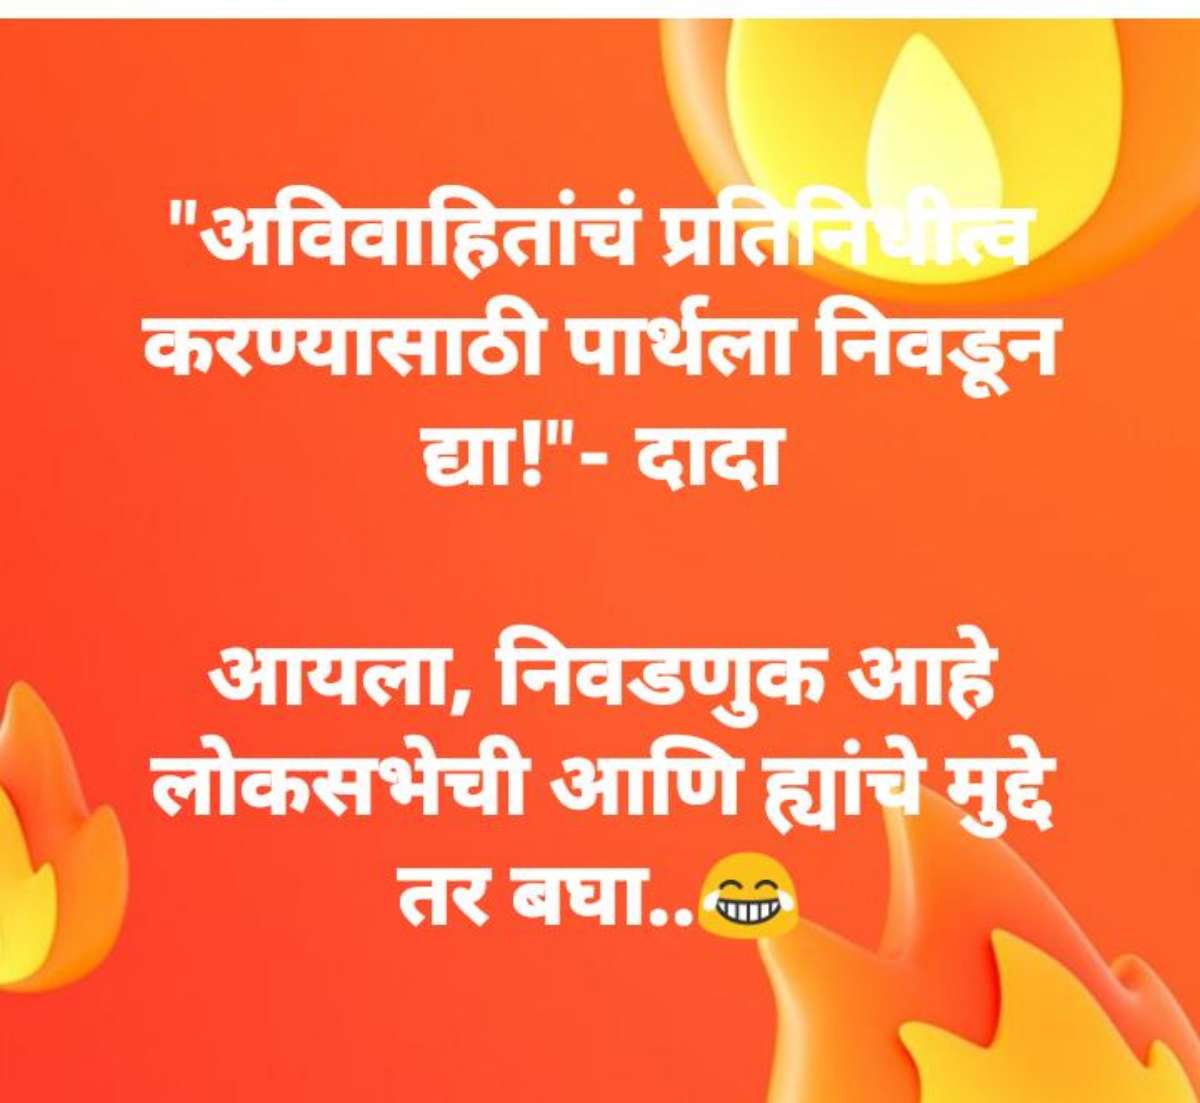 "अविवाहितांचं प्रतिनिधीत्व
करण्यासाठी पार्थला निवडून
द्या!"- दादा
आयला, निवडणुक आहे
लोकसभेची आणि ह्यांचे मुद्दे
तर बघा..😂